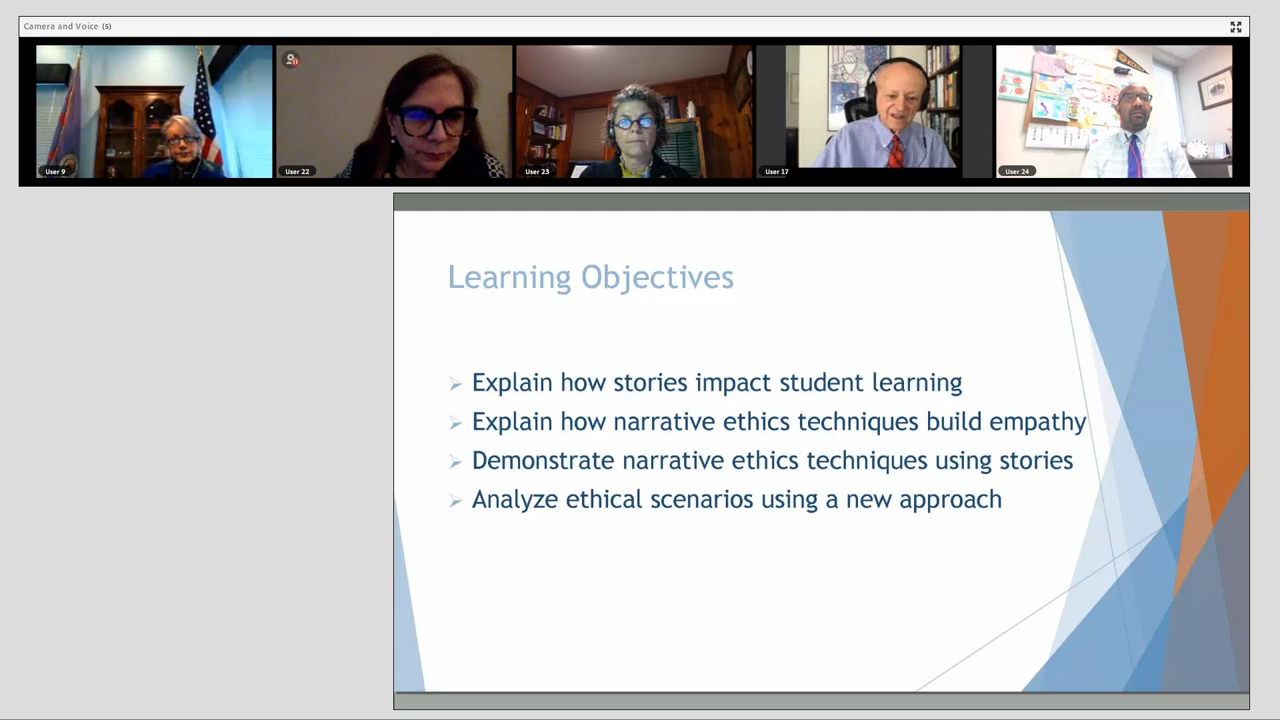 Camera and Voice (5)
User 9
User 22
User 23
User 17
User 24
Learning Objectives
Explain how stories impact student learning
Explain how narrative ethics techniques build empathy
Demonstrate narrative ethics techniques using stories
Analyze ethical scenarios using a new approach